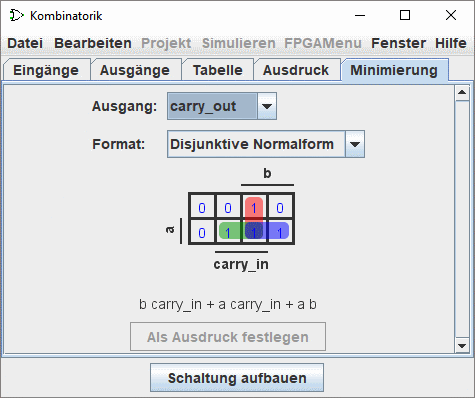 Kombinatorik
Datei Bearbeiten Projekt Simulieren FPGAMenu Fenster Hilfe
Eingänge Ausgänge Tabelle Ausdruck Minimierung
Ausgang: carry_out
Format: Disjunktive Normalform
b
0 0 1 0
a 0 1 1 1
carry_in
b carry_in + a carry_in + a b
Als Ausdruck festlegen
Schaltung aufbauen